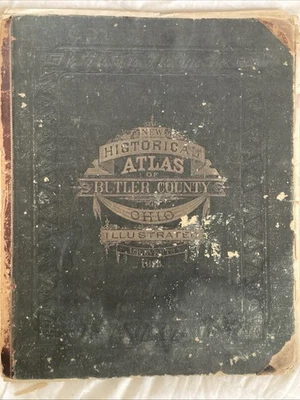 NEW
HISTORICAL
ATLAS
OF
BUTLER COUNTY
OHIO
ILLUSTRATED